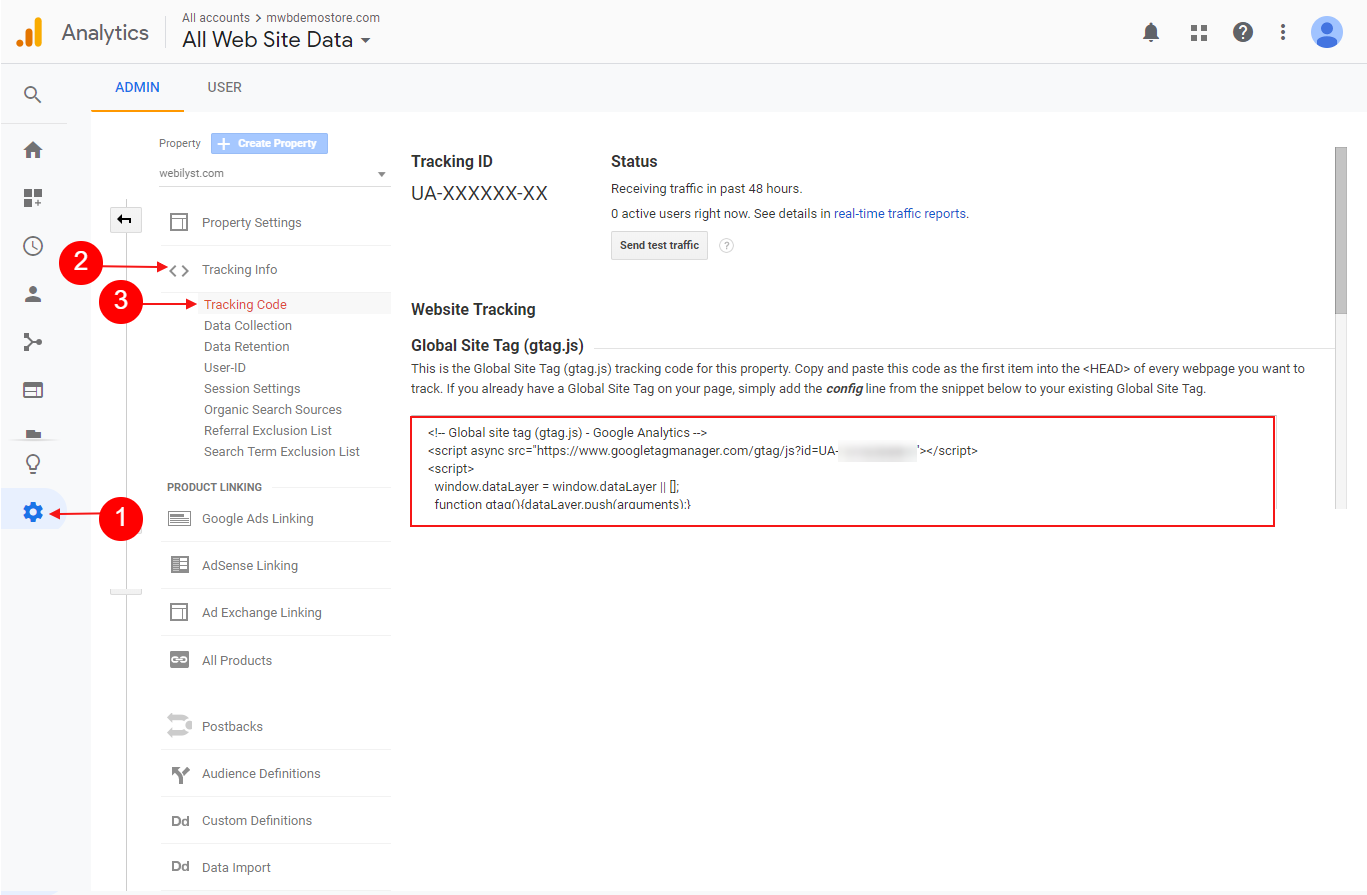 Analytics
All accounts > mwbdemostore.com
All Web Site Data
ADMIN
USER
Property
Create Property
webilyst.com
Property Settings
2
Tracking Info
3
Tracking Code
Data Collection
Data Retention
User-ID
Session Settings
Organic Search Sources
Referral Exclusion List
Search Term Exclusion List
PRODUCT LINKING
1
Google Ads Linking
AdSense Linking
Ad Exchange Linking
All Products
Postbacks
Audience Definitions
Dd Custom Definitions
Dd Data Import
Tracking ID
UA-XXXXXX-XX
Status
Receiving traffic in past 48 hours.
0 active users right now. See details in real-time traffic reports.
Send test traffic ?
Website Tracking
Global Site Tag (gtag.js)
This is the Global Site Tag (gtag.js) tracking code for this property. Copy and paste this code as the first item into the <HEAD> of every webpage you want to
track. If you already have a Global Site Tag on your page, simply add the config line from the snippet below to your existing Global Site Tag.
<!-- Global site tag (gtag.js) - Google Analytics -->
<script async src="https://www.googletagmanager.com/gtag/js?id=UA- "></script>
<script>
window.dataLayer = window.dataLayer || [];
function gtag(){dataLayer.push(arguments);}